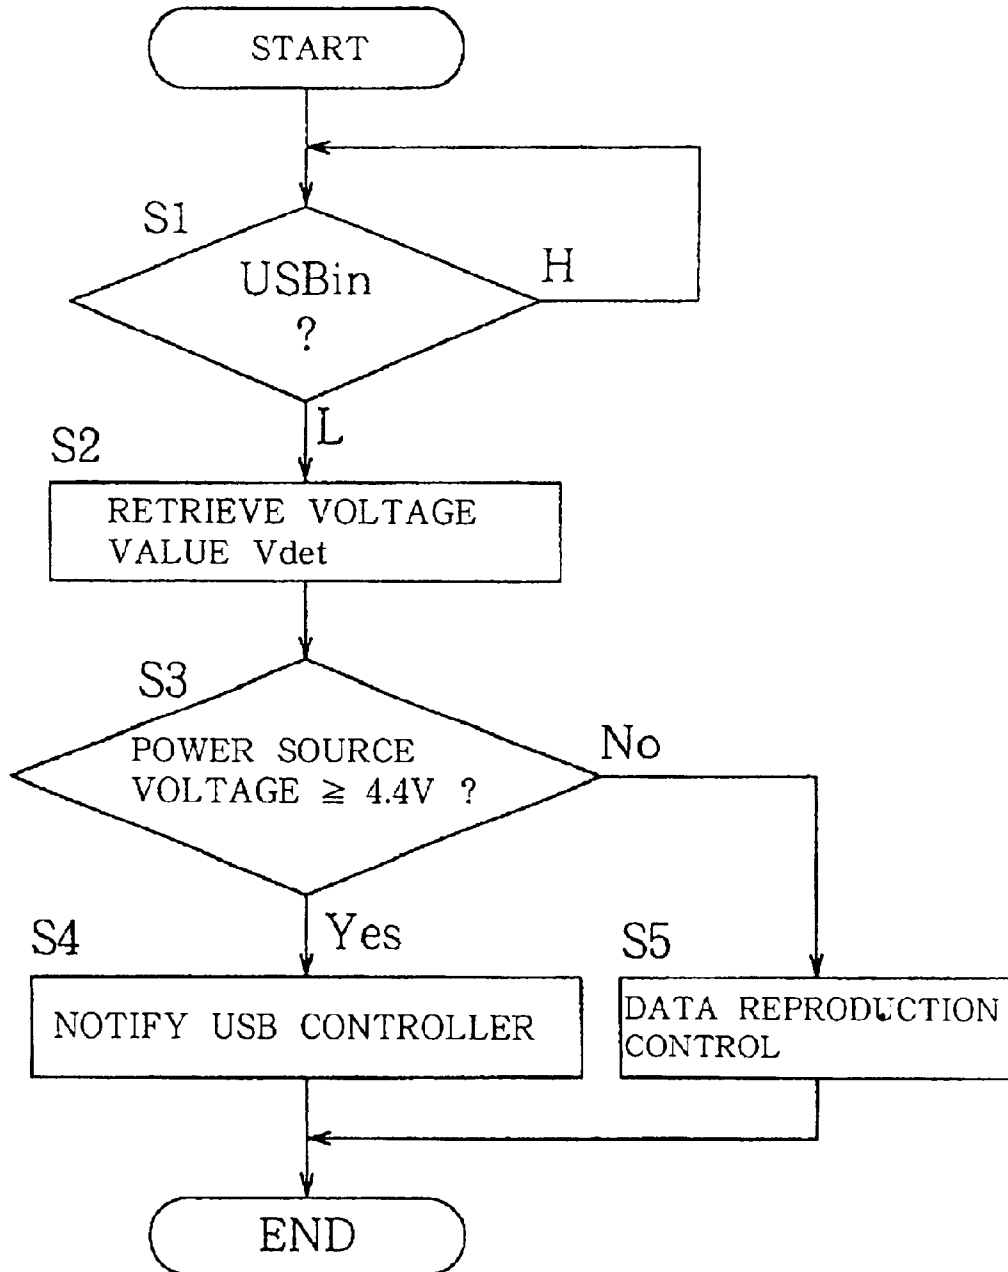 START
S1
USBin
?
H
L
S2
RETRIEVE VOLTAGE
VALUE Vdet
S3
POWER SOURCE
VOLTAGE ≧ 4.4V ?
No
Yes
S4
NOTIFY USB CONTROLLER
S5
DATA REPRODUCTION
CONTROL
END